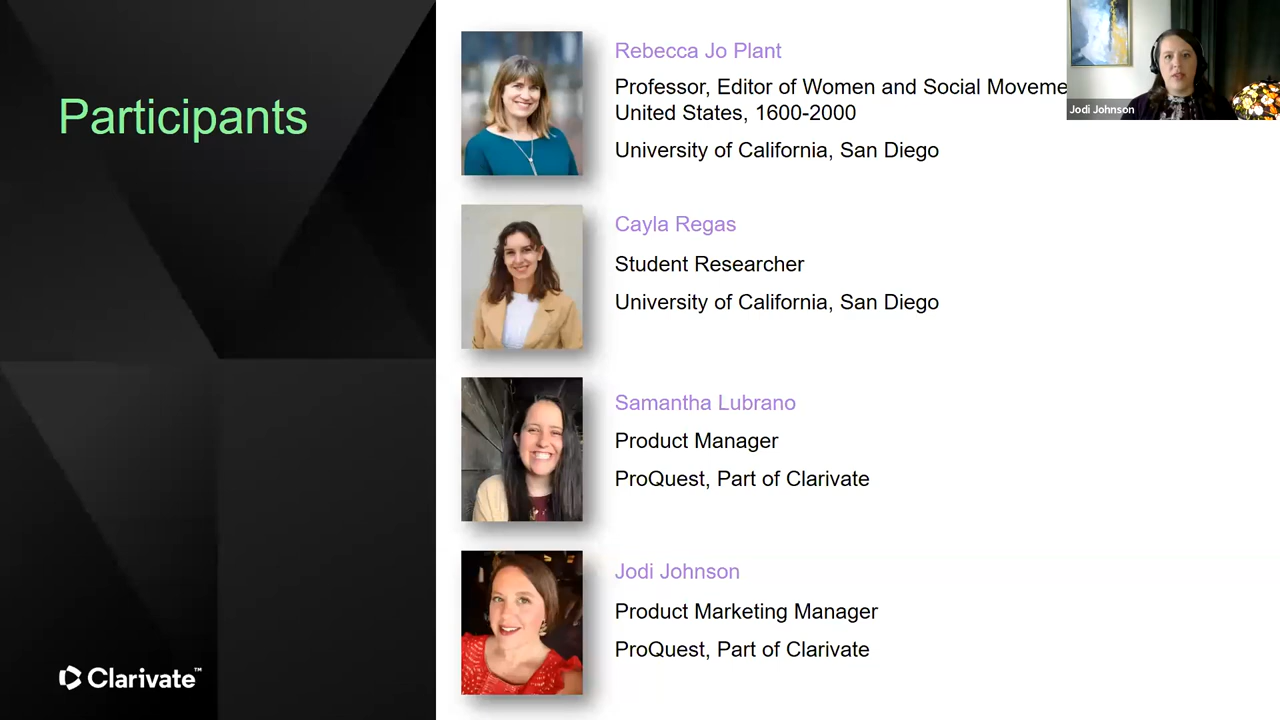 Participants
Rebecca Jo Plant
Professor, Editor of Women and Social
United States, 1600-2000
University of California, San Diego
Jodi Johnson
Cayla Regas
Student Researcher
University of California, San Diego
Samantha Lubrano
Product Manager
ProQuest, Part of Clarivate
Jodi Johnson
Product Marketing Manager
ProQuest, Part of Clarivate
Clarivate™